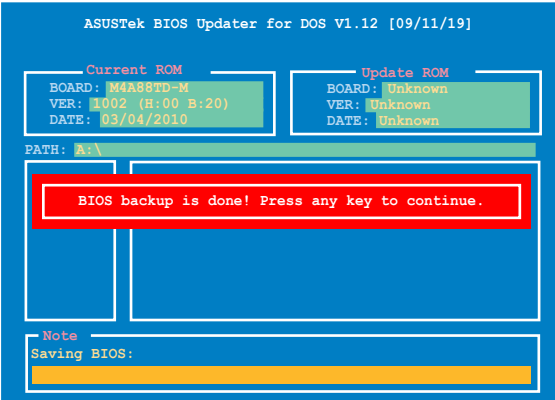 ASUSTek BIOS Updater for DOS V1.12 [09/11/19]
Current ROM
BOARD: M4A88TD-M
VER: 1002 (H:00 B:20)
DATE: 03/04/2010
Update ROM
BOARD: Unknown
VER: Unknown
DATE: Unknown
PATH: A:\
BIOS backup is done! Press any key to continue.
Note
Saving BIOS: